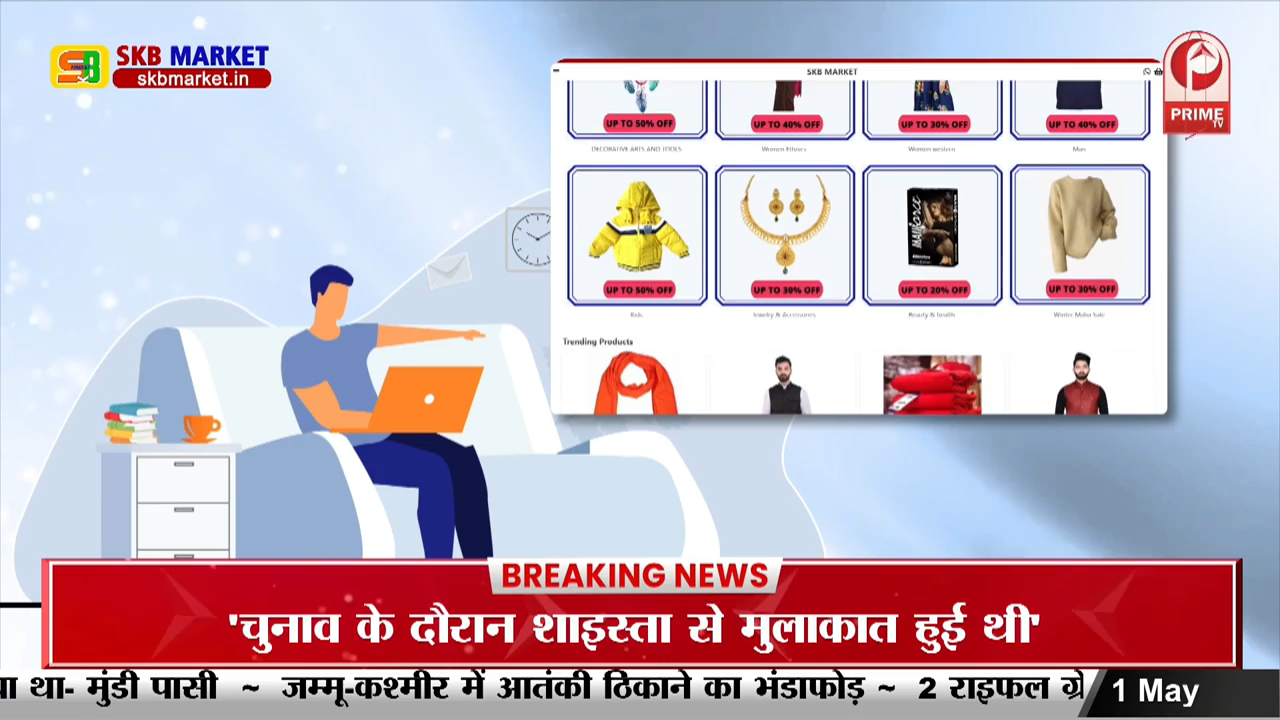 SB
SKB MARKET
skbmarket.in
SKB MARKET
PRIME
TV
UP TO 50% OFF
UP TO 40% OFF
UP TO 30% OFF
UP TO 40% OFF
DECORATIVE ARTS AND TOOLS
Women Ethnics
Women western
Man
UP TO 50% OFF
UP TO 30% OFF
UP TO 20% OFF
UP TO 30% OFF
Kids
Jewelry & Accessories
Beauty & health
Winter Maha Sale
Trending Products
BREAKING NEWS
'चुनाव के दौरान शाइस्ता से मुलाकात हुई थी'
था- मुंडी पासी ~ जम्मू-कश्मीर में आतंकी ठिकाने का भंडाफोड़ ~ 2 राइफल ग्रे
1 May